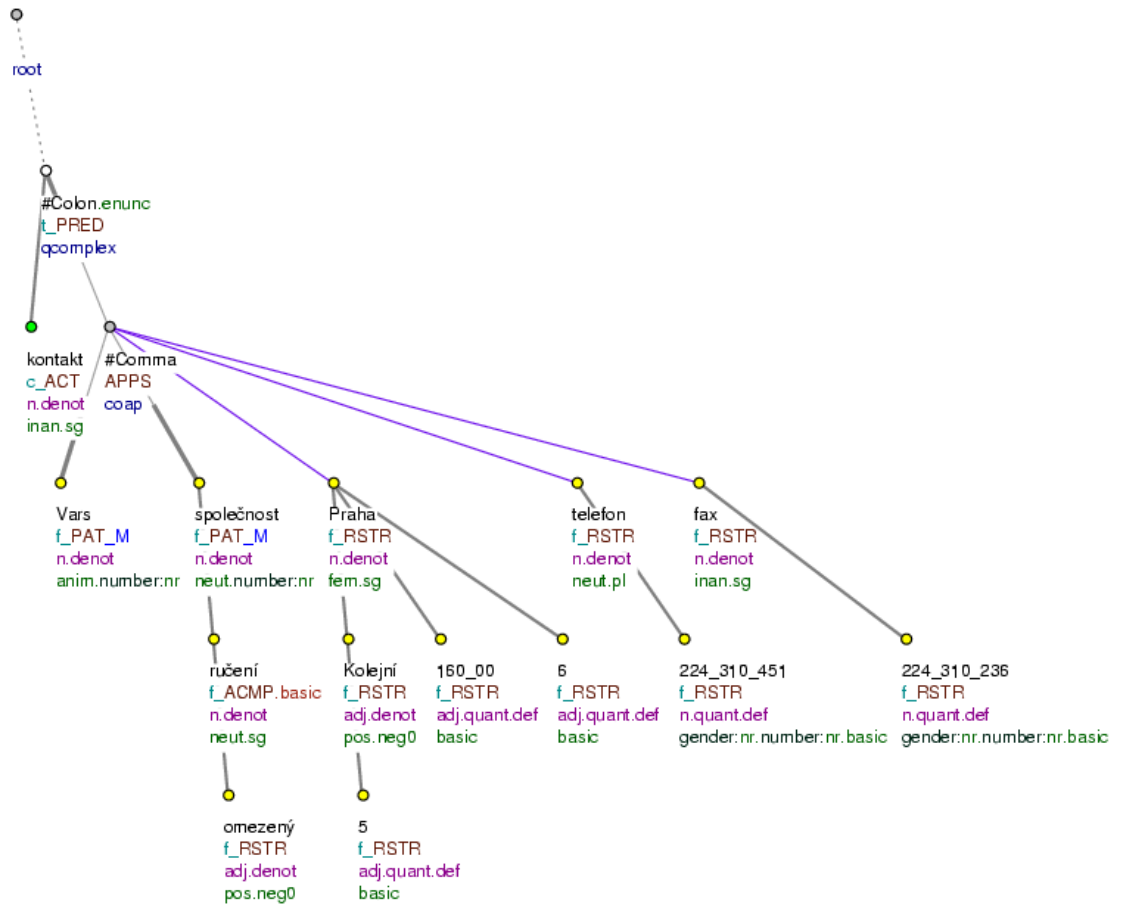 root
#Colon.enunc
t_PRED
qcomplex
kontakt
c_ACT
n.denot
inan.sg
#Comma
APPS
coap
Vars
f_PAT_M
n.denot
anim.number:nr
společnost
f_PAT_M
n.denot
neut.number:nr
Praha
f_RSTR
n.denot
fem.sg
telefon
f_RSTR
n.denot
neut.pl
fax
f_RSTR
n.denot
inan.sg
ručení
f_ACMP.basic
n.denot
neut.sg
Kolejní
f_RSTR
adj.denot
pos.neg0
160_00
f_RSTR
adj.quant.def
basic
6
f_RSTR
adj.quant.def
basic
224_310_451
f_RSTR
n.quant.def
gender:nr.number:nr.basic
224_310_236
f_RSTR
n.quant.def
gender:nr.number:nr.basic
omezený
f_RSTR
adj.denot
pos.neg0
5
f_RSTR
adj.quant.def
basic